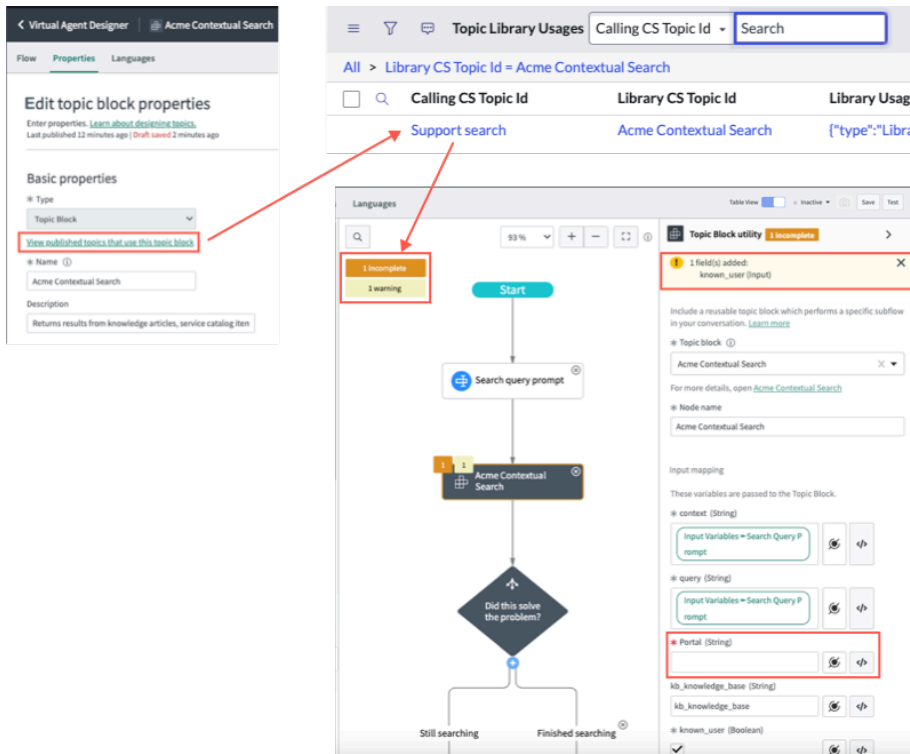 Virtual Agent Designer
Acme Contextual Search
Flow
Properties
Languages
Edit topic block properties
Enter properties. Learn about designing topics.
Last published 12 minutes ago | Draft saved 2 minutes ago
Basic properties
* Type
Topic Block
View published topics that use this topic block
* Name
Acme Contextual Search
Description
Returns results from knowledge articles, service catalog iten
Topic Library Usages
Calling CS Topic Id
Search
All > Library CS Topic Id = Acme Contextual Search
Calling CS Topic Id
Library CS Topic Id
Library Usag
Support search
Acme Contextual Search
{"type":"Libra
Languages
Table View
Inactive
Save
Test
93 %
1 incomplete
1 warning
Start
Search query prompt
1
1
Acme Contextual
Search
Did this solve
the problem?
Still searching
Finished searching
Topic Block utility
1 Incomplete
1 field(s) added:
known_user (Input)
Include a reusable topic block which performs a specific subflow
in your conversation. Learn more
* Topic block
Acme Contextual Search
For more details, open Acme Contextual Search
* Node name
Acme Contextual Search
Input mapping
These variables are passed to the Topic Block.
* context (String)
Input Variables ▸ Search Query P
rompt
* query (String)
Input Variables ▸ Search Query P
rompt
* Portal (String)
kb_knowledge_base (String)
kb_knowledge_base
* known_user (Boolean)